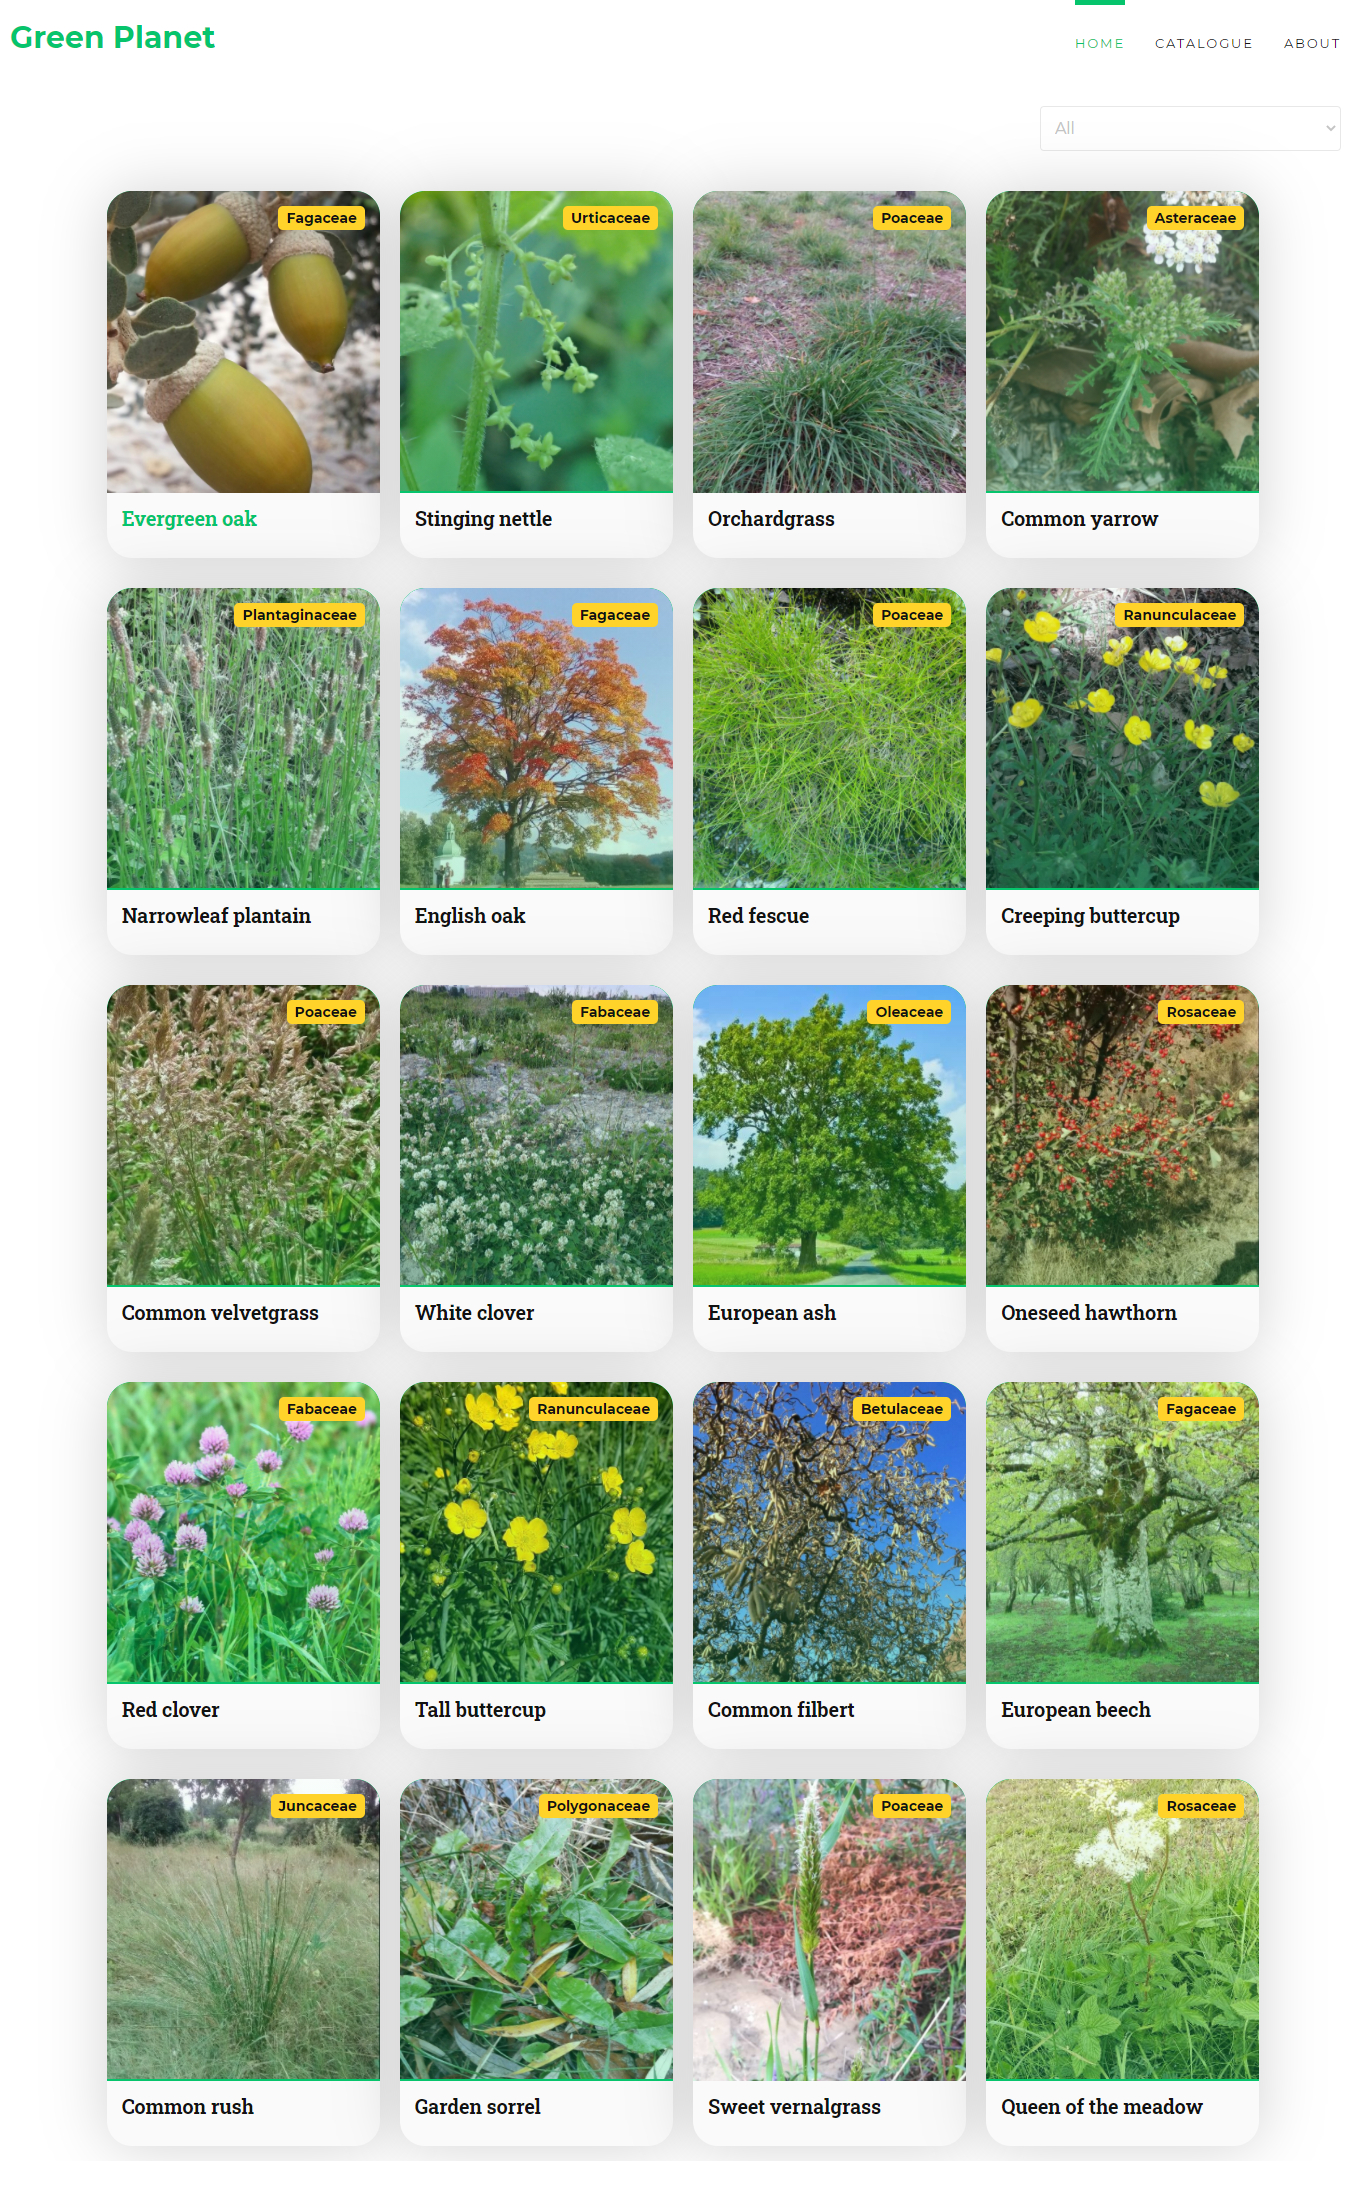 Green Planet
HOME
CATALOGUE
ABOUT
All
Fagaceae
Urticaceae
Poaceae
Asteraceae
Evergreen oak
Stinging nettle
Orchardgrass
Common yarrow
Plantaginaceae
Fagaceae
Poaceae
Ranunculaceae
Narrowleaf plantain
English oak
Red fescue
Creeping buttercup
Poaceae
Fabaceae
Oleaceae
Rosaceae
Common velvetgrass
White clover
European ash
Oneseed hawthorn
Fabaceae
Ranunculaceae
Betulaceae
Fagaceae
Red clover
Tall buttercup
Common filbert
European beech
Juncaceae
Polygonaceae
Poaceae
Rosaceae
Common rush
Garden sorrel
Sweet vernalgrass
Queen of the meadow